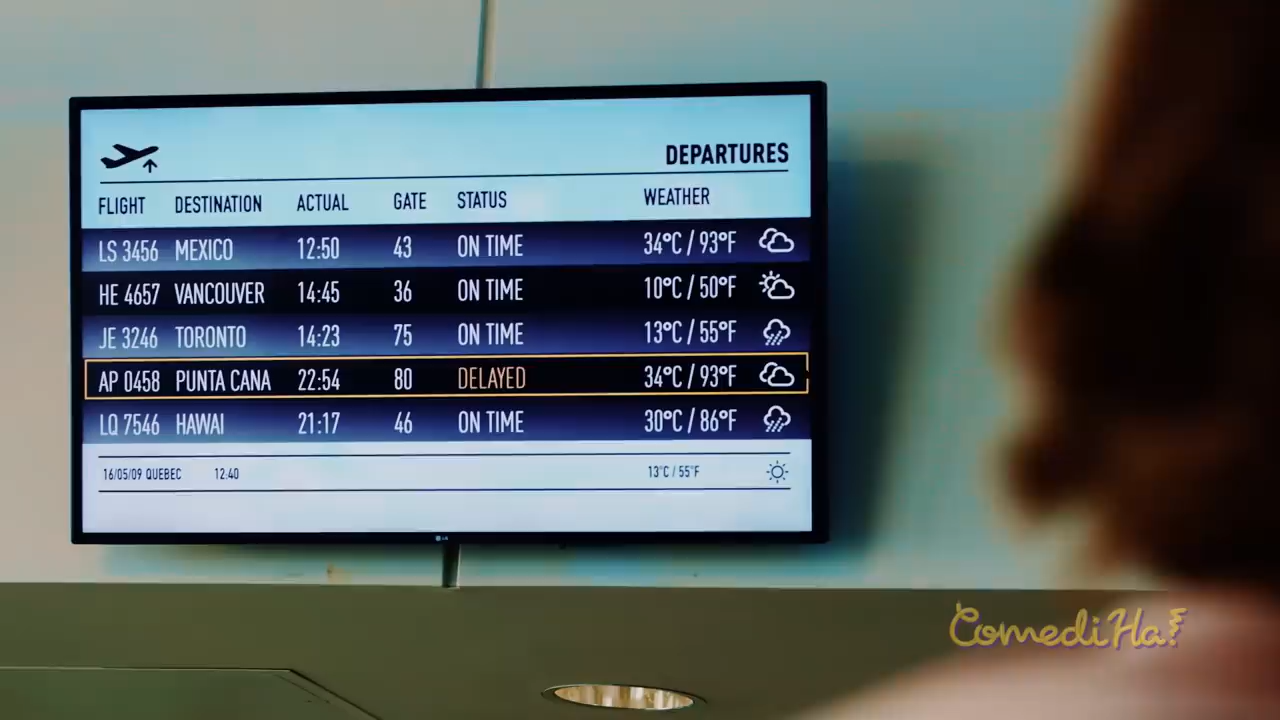 DEPARTURES
FLIGHT DESTINATION ACTUAL GATE STATUS WEATHER
LS 3456 MEXICO 12:50 43 ON TIME 34°C / 93°F
HE 4657 VANCOUVER 14:45 36 ON TIME 10°C / 50°F
JE 3246 TORONTO 14:23 75 ON TIME 13°C / 55°F
AP 0458 PUNTA CANA 22:54 80 DELAYED 34°C / 93°F
LQ 7546 HAWAI 21:17 46 ON TIME 30°C / 86°F
16/05/09 QUEBEC 12:40 13°C / 55°F
LG
ComediHa!